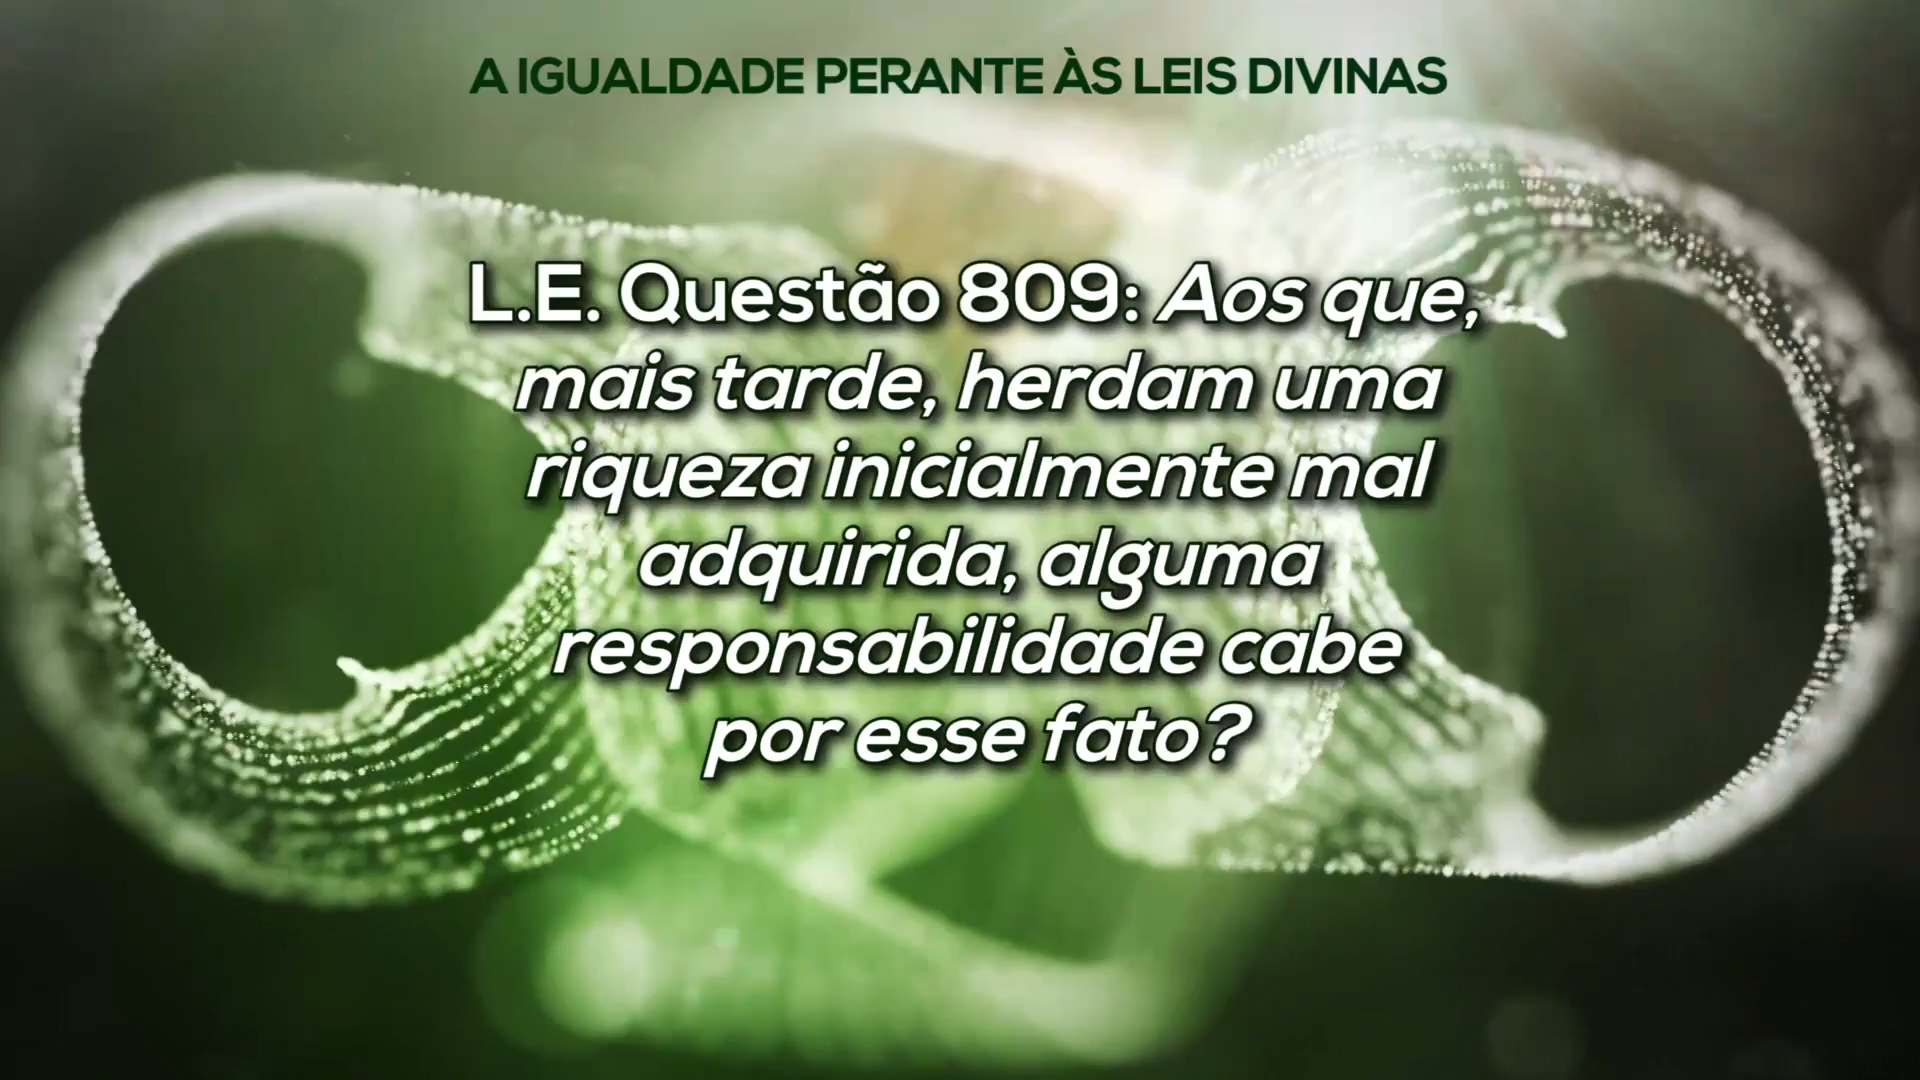 A IGUALDADE PERANTE ÀS LEIS DIVINAS
L.E. Questão 809: Aos que,
mais tarde, herdam uma
riqueza inicialmente mal
adquirida, alguma
responsabilidade cabe
por esse fato?